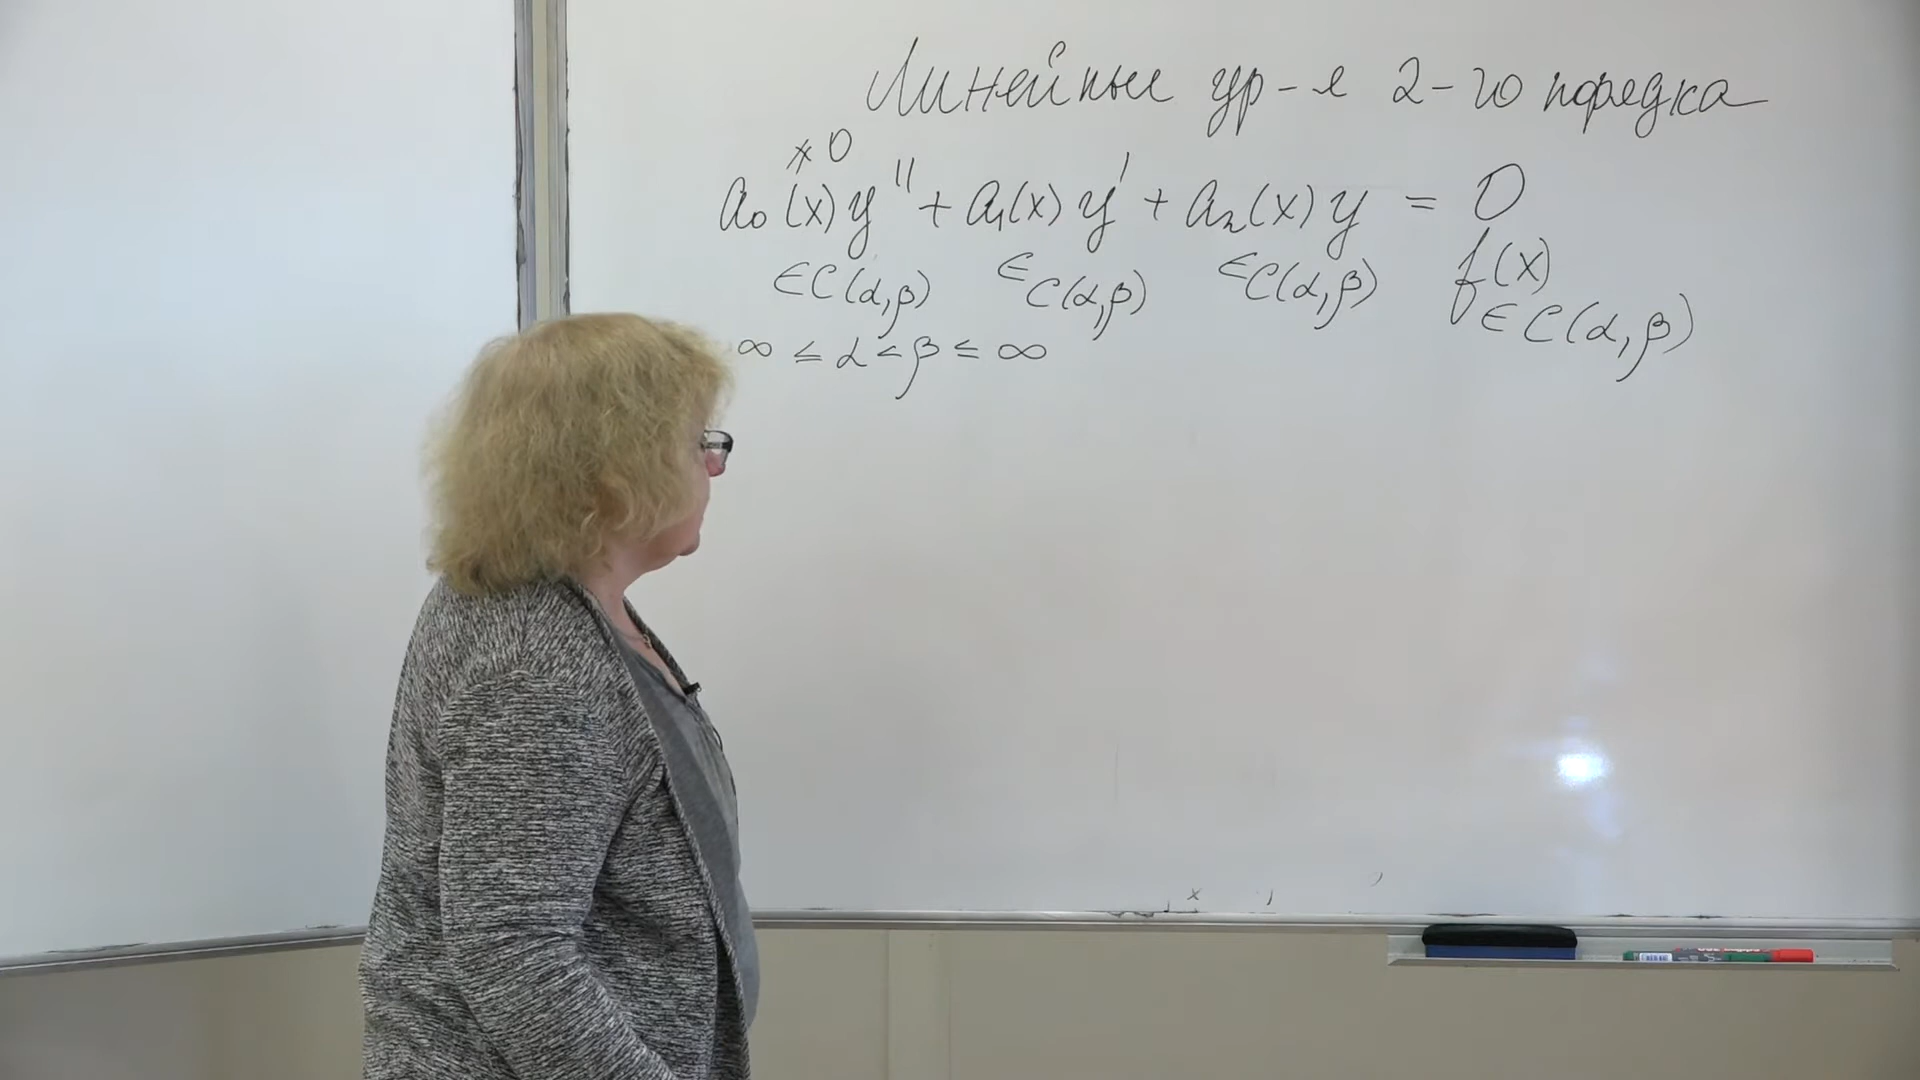 Линейные ур-я 2-го порядка
≠ 0
a₀(x)y'' + a₁(x)y' + a₂(x)y = 0
∈C(α,β) ∈C(α,β) ∈C(α,β) f(x)
∈C(α,β)
∞ ≤ α < β ≤ ∞